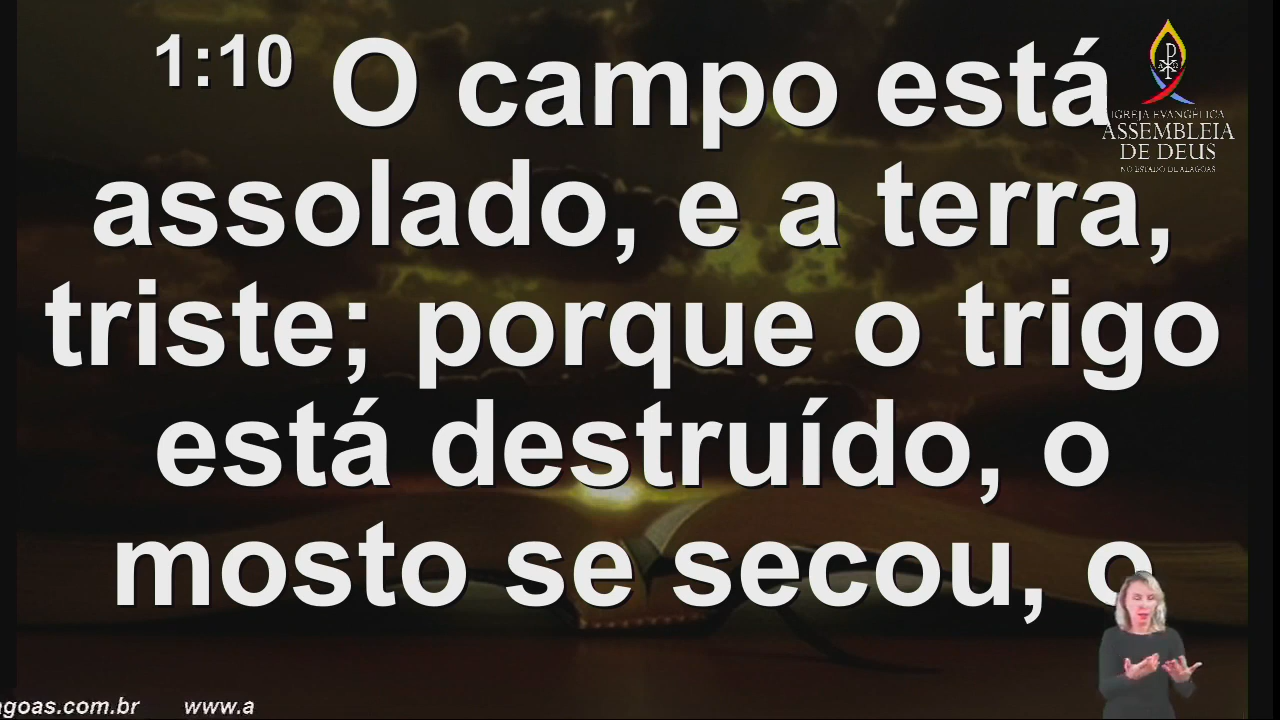 1:10 O campo está
assolado, e a terra,
triste; porque o trigo
está destruído, o
mosto se secou, o
IGREJA EVANGÉLICA
ASSEMBLEIA
DE DEUS
NO ESTADO DE ALAGOAS
agoas.com.br www.a